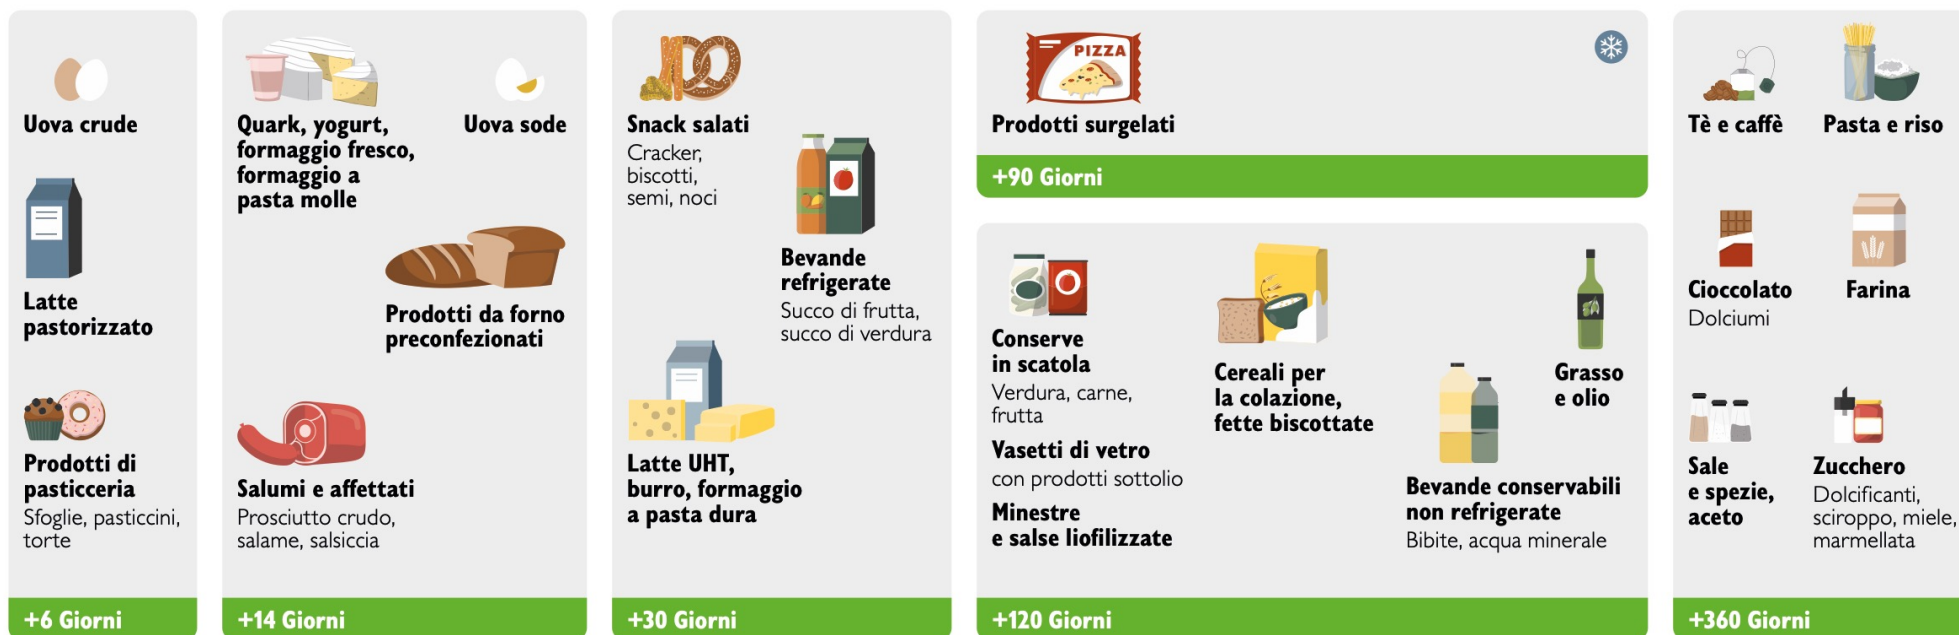 Uova crude
Latte
pastorizzato
Prodotti di
pasticceria
Sfoglie, pasticcini,
torte
+6 Giorni
Quark, yogurt,
formaggio fresco,
formaggio a
pasta molle
Uova sode
Prodotti da forno
preconfezionati
Salumi e affettati
Prosciutto crudo,
salame, salsiccia
+14 Giorni
Snack salati
Cracker,
biscotti,
semi, noci
Bevande
refrigerate
Succo di frutta,
succo di verdura
Latte UHT,
burro, formaggio
a pasta dura
+30 Giorni
PIZZA
Prodotti surgelati
+90 Giorni
Conserve
in scatola
Verdura, carne,
frutta
Vasetti di vetro
con prodotti sottolio
Minestre
e salse liofilizzate
Cereali per
la colazione,
fette biscottate
Bevande conservabili
non refrigerate
Bibite, acqua minerale
Grasso
e olio
+120 Giorni
Tè e caffè
Pasta e riso
Cioccolato
Dolciumi
Farina
Sale
e spezie,
aceto
Zucchero
Dolcificanti,
sciroppo, miele,
marmellata
+360 Giorni